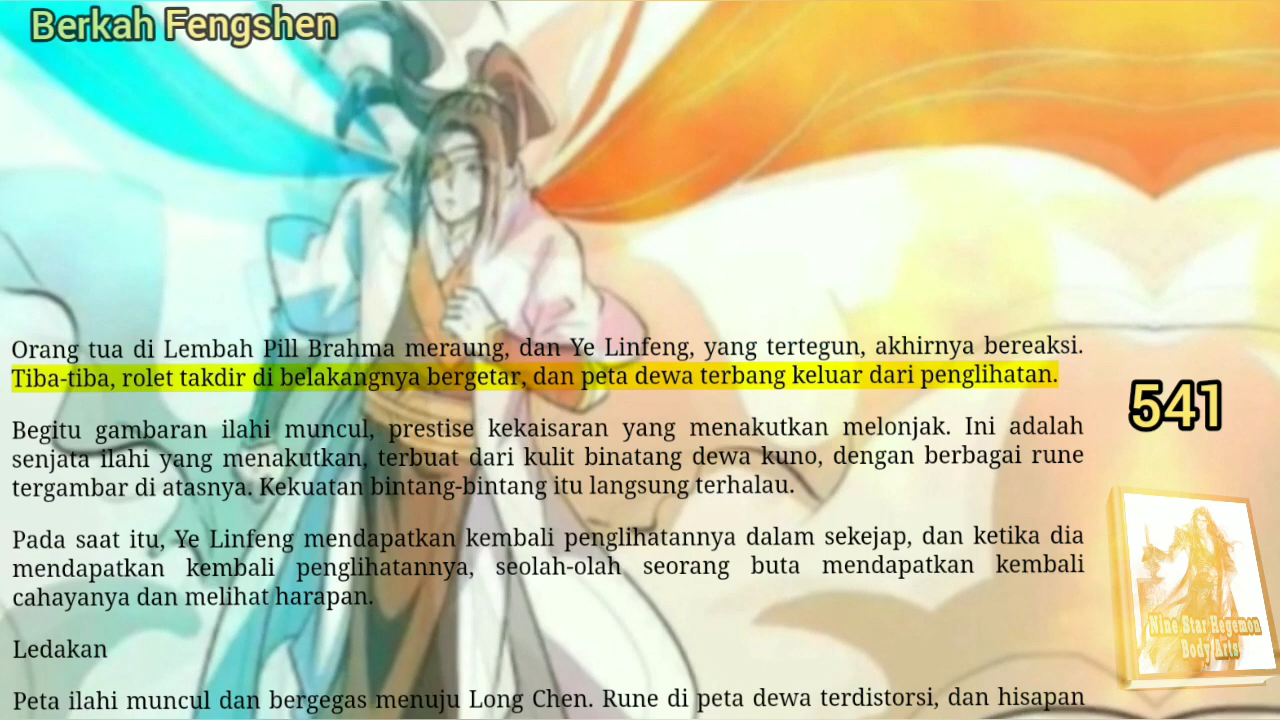 Berkah Fengshen
Orang tua di Lembah Pill Brahma meraung, dan Ye Linfeng, yang tertegun, akhirnya bereaksi.
Tiba-tiba, rolet takdir di belakangnya bergetar, dan peta dewa terbang keluar dari penglihatan.
Begitu gambaran ilahi muncul, prestise kekaisaran yang menakutkan melonjak. Ini adalah
senjata ilahi yang menakutkan, terbuat dari kulit binatang dewa kuno, dengan berbagai rune
tergambar di atasnya. Kekuatan bintang-bintang itu langsung terhalau.
Pada saat itu, Ye Linfeng mendapatkan kembali penglihatannya dalam sekejap, dan ketika dia
mendapatkan kembali penglihatannya, seolah-olah seorang buta mendapatkan kembali
cahayanya dan melihat harapan.
Ledakan
Peta ilahi muncul dan bergegas menuju Long Chen. Rune di peta dewa terdistorsi, dan hisapan
541
Nine Star Hegemon
Body Arts